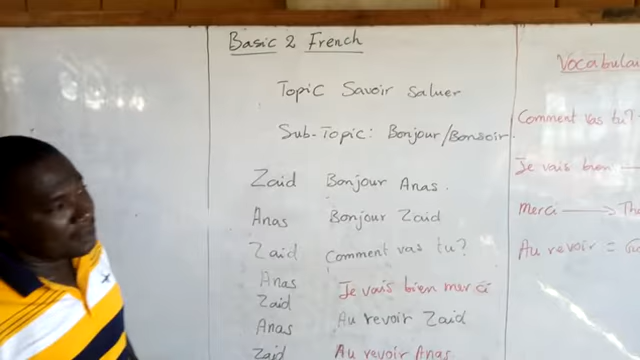 Basic 2 French
Topic Savoir saluer
Sub-Topic: Bonjour/Bonsoir.
Zaid Bonjour Anas.
Anas Bonjour Zaid
Zaid Comment vas tu?
Anas Je vais bien merci
Zaid
Anas Au revoir Zaid
Zaid Au revoir Anas
Comment vas tu?
Je vais bien
merci
Au revoir =